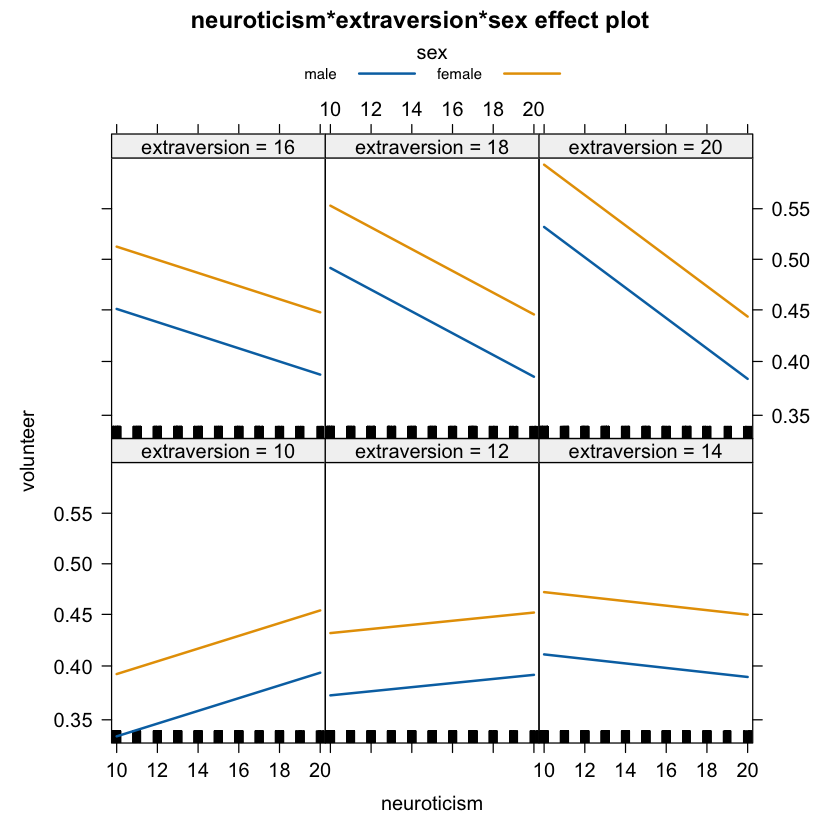 neuroticism*extraversion*sex effect plot
sex
male female
10 12 14 16 18 20
extraversion = 16 extraversion = 18 extraversion = 20
0.55
0.50
0.45
0.40
0.35
volunteer
extraversion = 10 extraversion = 12 extraversion = 14
0.55
0.50
0.45
0.40
0.35
10 12 14 16 18 20 10 12 14 16 18 20
neuroticism